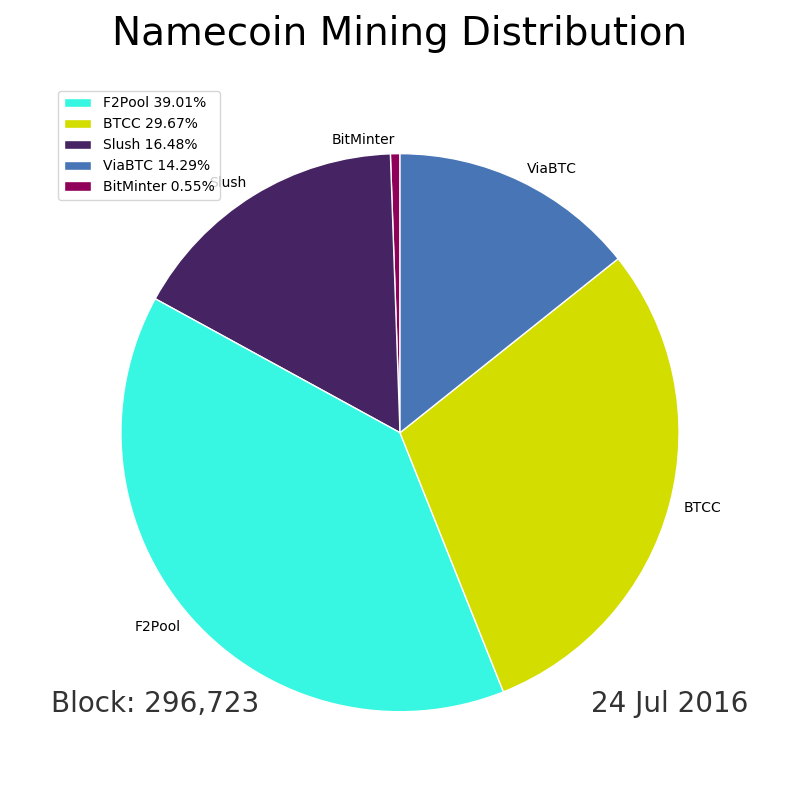 Namecoin Mining Distribution
F2Pool 39.01%
BTCC 29.67%
Slush 16.48%
ViaBTC 14.29%
BitMinter 0.55%
BitMinter
ViaBTC
Slush
BTCC
F2Pool
Block: 296,723
24 Jul 2016